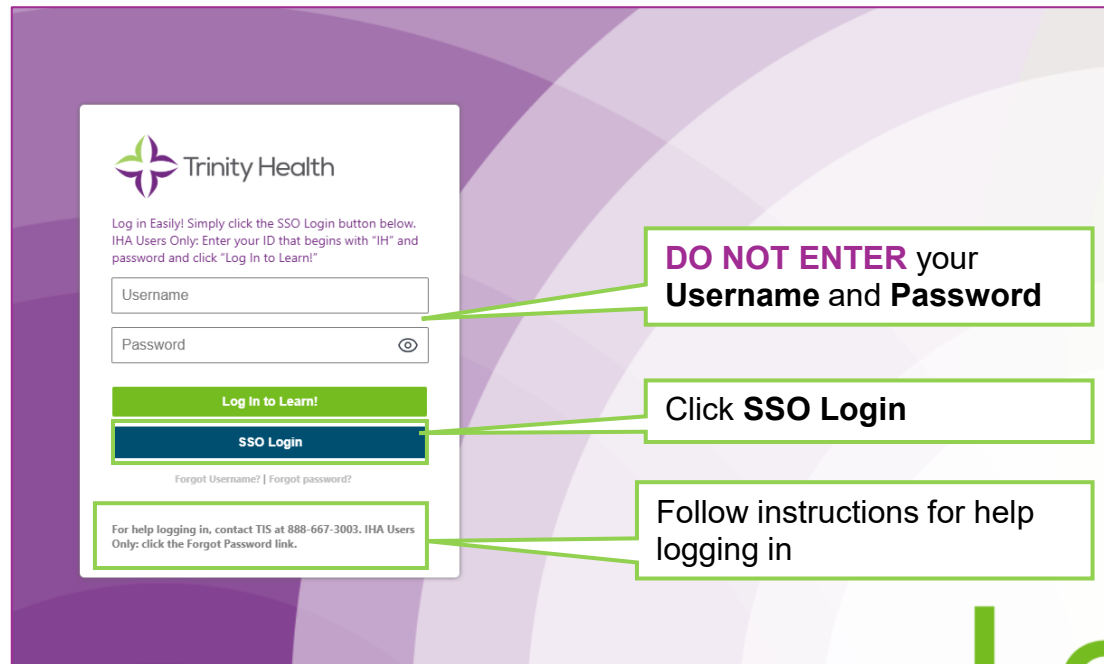 Trinity Health
Log in Easily! Simply click the SSO Login button below.
IHA Users Only: Enter your ID that begins with "IH" and
password and click "Log In to Learn!"
Username
Password
Log In to Learn!
SSO Login
Forgot Username? | Forgot password?
For help logging in, contact TIS at 888-667-3003. IHA Users
Only: click the Forgot Password link.
DO NOT ENTER your
Username and Password
Click SSO Login
Follow instructions for help
logging in